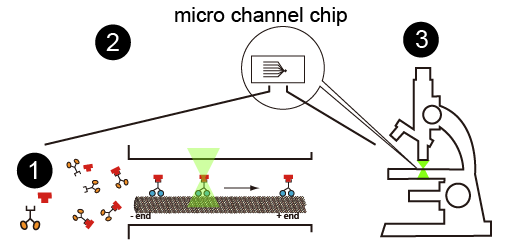 micro channel chip
2
3
1
- end
+ end